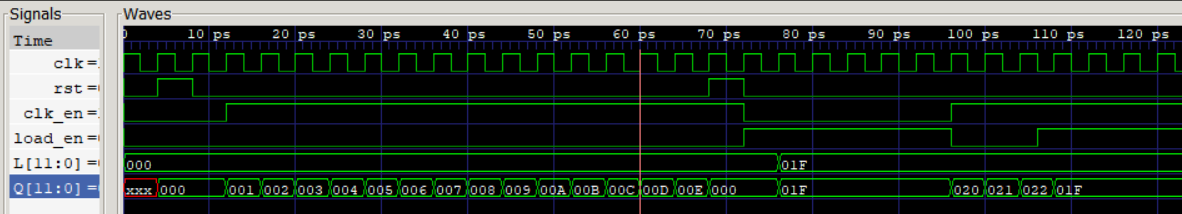 Signals
Waves
Time
0 10 ps 20 ps 30 ps 40 ps 50 ps 60 ps 70 ps 80 ps 90 ps 100 ps 110 ps 120 ps
clk=
rst=
clk_en=
load_en=
L[11:0]= 000 01F
Q[11:0]= xxx 000 001 002 003 004 005 006 007 008 009 00A 00B 00C 00D 00E 000 01F 020 021 022 01F